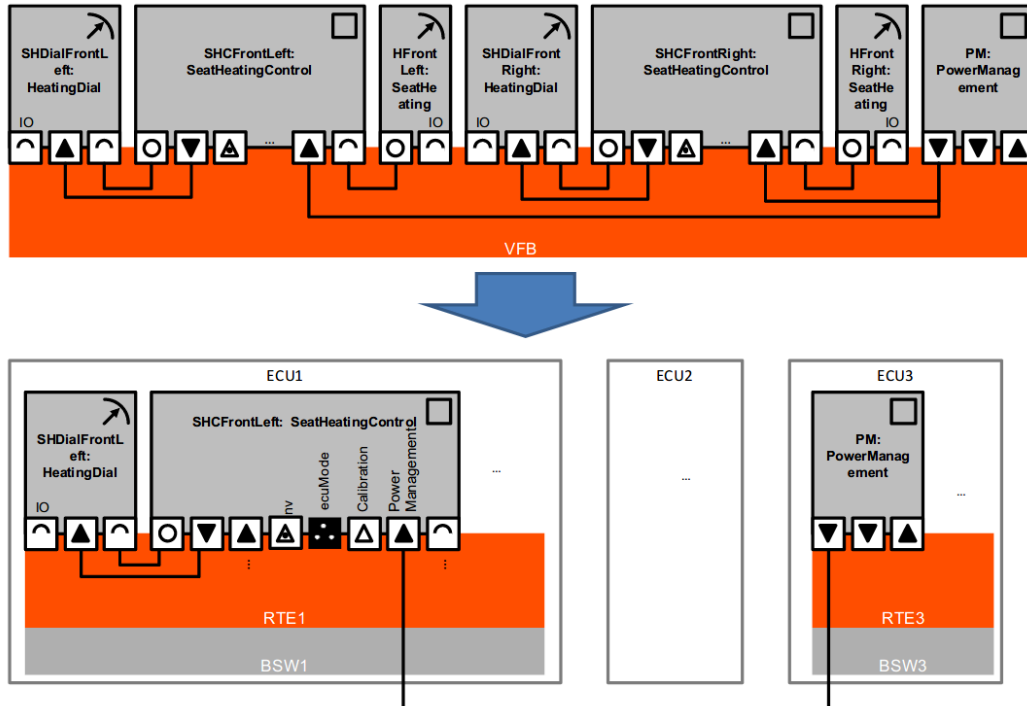 SHDialFrontL
eft:
HeatingDial
IO
SHCFrontLeft:
SeatHeatingControl
...
HFront
Left:
SeatHe
ating
IO
SHDialFront
Right:
HeatingDial
IO
SHCFrontRight:
SeatHeatingControl
...
HFront
Right:
SeatHe
ating
IO
PM:
PowerManag
ement
VFB
ECU1
SHDialFrontL
eft:
HeatingDial
IO
SHCFrontLeft: SeatHeatingControl
nv
ecuMode
Calibration
Power
Managements
...
...
...
RTE1
BSW1
ECU2
...
ECU3
PM:
PowerManag
ement
...
RTE3
BSW3